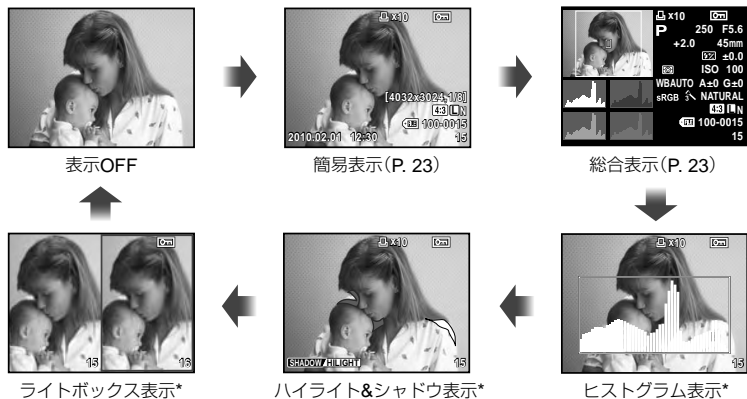 x10
[4032x3024,1/8]
4:3 L N
100-0015
2010.02.01 12:30
15
x10
P 250 F5.6
+2.0 45mm
±0.0
ISO 100
WBAUTO A±0 G±0
sRGB NATURAL
4:3 L N
100-0015
15
表示OFF
簡易表示(P. 23)
総合表示(P. 23)
15
16
x10
SHADOW HILIGHT
15
x10
15
ライトボックス表示*
ハイライト&シャドウ表示*
ヒストグラム表示*